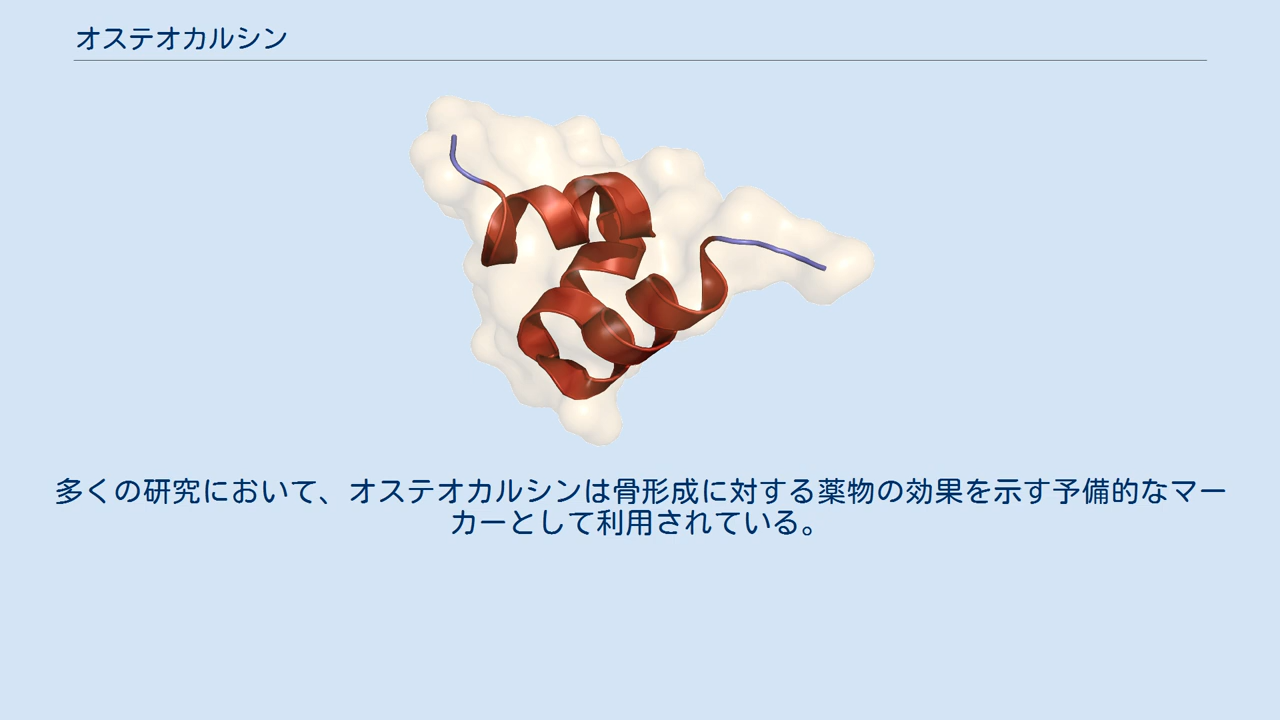 オステオカルシン
多くの研究において、オステオカルシンは骨形成に対する薬物の効果を示す予備的なマー
カーとして利用されている。